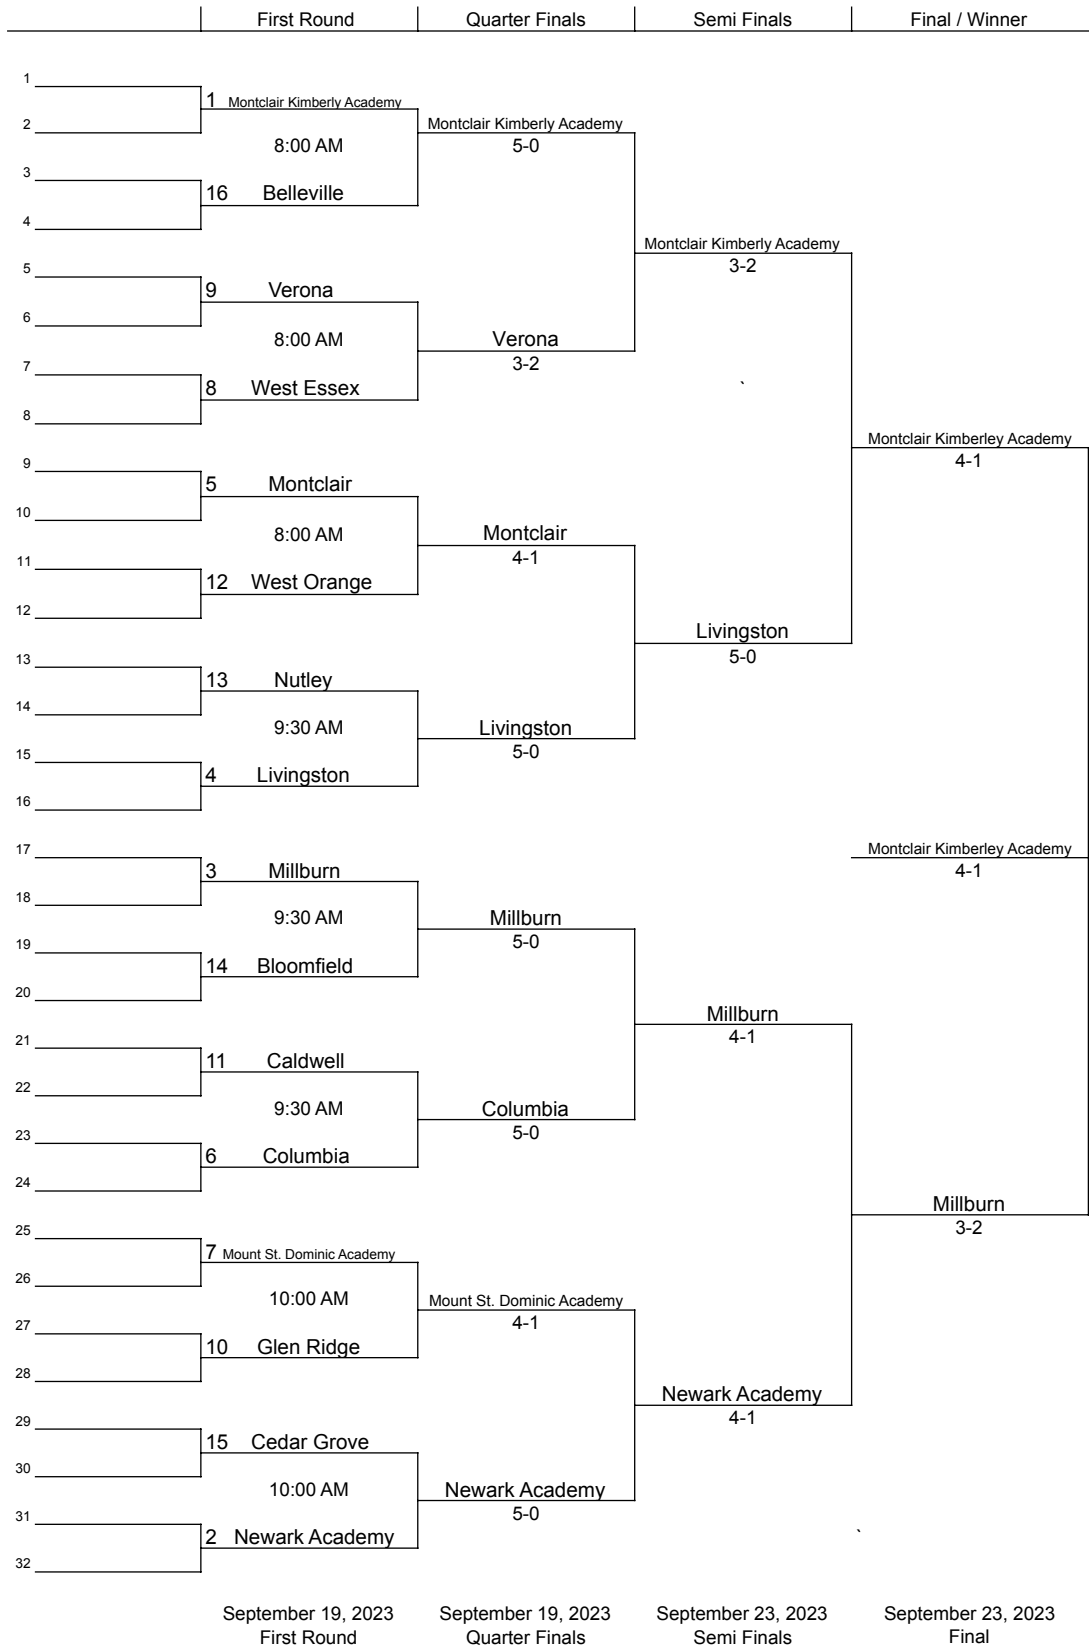 First Round Quarter Finals Semi Finals Final / Winner
1
1 Montclair Kimberly Academy
2
Montclair Kimberly Academy
8:00 AM
5-0
3
16 Belleville
4
Montclair Kimberly Academy
3-2
5
9 Verona
6
8:00 AM
Verona
3-2
7
8 West Essex
`
8
Montclair Kimberley Academy
4-1
9
5 Montclair
10
8:00 AM
Montclair
4-1
11
12 West Orange
12
Livingston
5-0
13
13 Nutley
14
9:30 AM
Livingston
5-0
15
4 Livingston
16
17
Montclair Kimberley Academy
4-1
3 Millburn
18
9:30 AM
Millburn
5-0
19
14 Bloomfield
20
Millburn
4-1
21
11 Caldwell
22
9:30 AM
Columbia
5-0
23
6 Columbia
24
Millburn
3-2
25
7 Mount St. Dominic Academy
26
10:00 AM
Mount St. Dominic Academy
4-1
27
10 Glen Ridge
28
Newark Academy
4-1
29
15 Cedar Grove
30
10:00 AM
Newark Academy
5-0
31
2 Newark Academy
`
32
September 19, 2023 September 19, 2023 September 23, 2023 September 23, 2023
First Round Quarter Finals Semi Finals Final